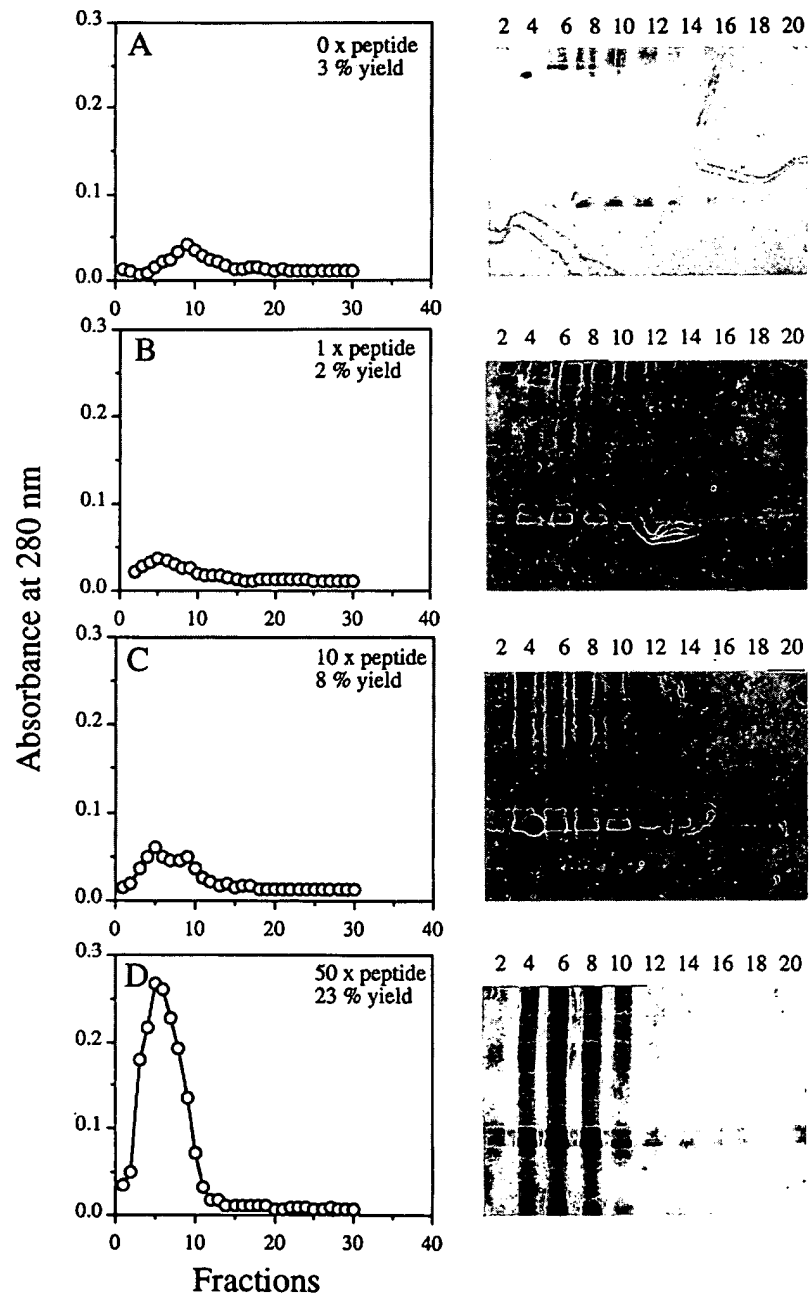 A
0 x peptide
3 % yield
0.3
0.2
0.1
0.0
0 10 20 30 40
2 4 6 8 10 12 14 16 18 20
B
1 x peptide
2 % yield
0.3
0.2
0.1
0.0
0 10 20 30 40
2 4 6 8 10 12 14 16 18 20
C
10 x peptide
8 % yield
0.3
0.2
0.1
0.0
0 10 20 30 40
2 4 6 8 10 12 14 16 18 20
D
50 x peptide
23 % yield
0.3
0.2
0.1
0.0
0 10 20 30 40
2 4 6 8 10 12 14 16 18 20
Absorbance at 280 nm
Fractions